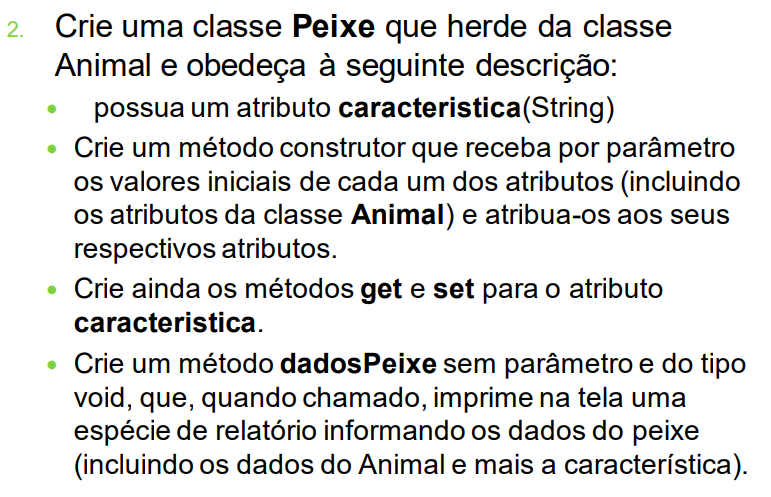 2. Crie uma classe Peixe que herde da classe
Animal e obedeça à seguinte descrição:
• possua um atributo caracteristica(String)
• Crie um método construtor que receba por parâmetro
os valores iniciais de cada um dos atributos (incluindo
os atributos da classe Animal) e atribua-os aos seus
respectivos atributos.
• Crie ainda os métodos get e set para o atributo
caracteristica.
• Crie um método dadosPeixe sem parâmetro e do tipo
void, que, quando chamado, imprime na tela uma
espécie de relatório informando os dados do peixe
(incluindo os dados do Animal e mais a característica).